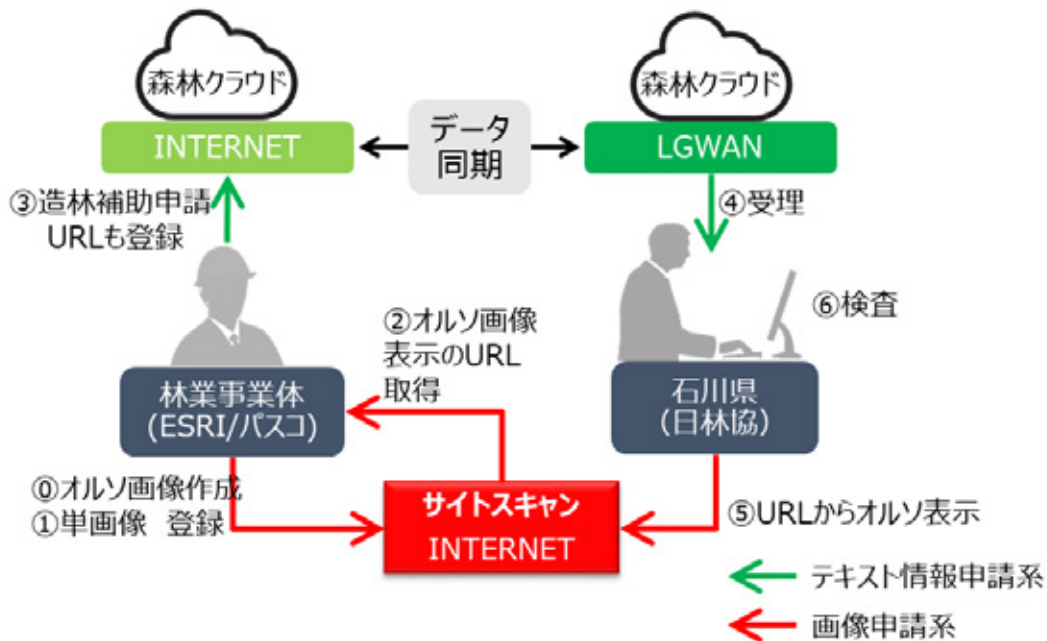 森林クラウド
森林クラウド
INTERNET
データ
同期
LGWAN
③造林補助申請
URLも登録
④受理
②オルソ画像
表示のURL
取得
⑥検査
林業事業体
(ESRI/パスコ)
石川県
(日林協)
⓪オルソ画像作成
①単画像 登録
サイトスキャン
INTERNET
⑤URLからオルソ表示
テキスト情報申請系
画像申請系